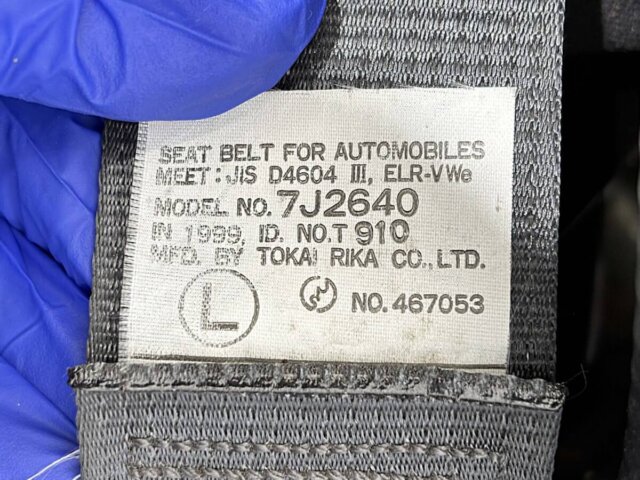 SEAT BELT FOR AUTOMOBILES
MEET: JIS D4604 III, ELR-VWe
MODEL NO. 7J2640
IN 1999, ID. NO.T 910
MFD. BY TOKAI RIKA CO., LTD.
L NO. 467053